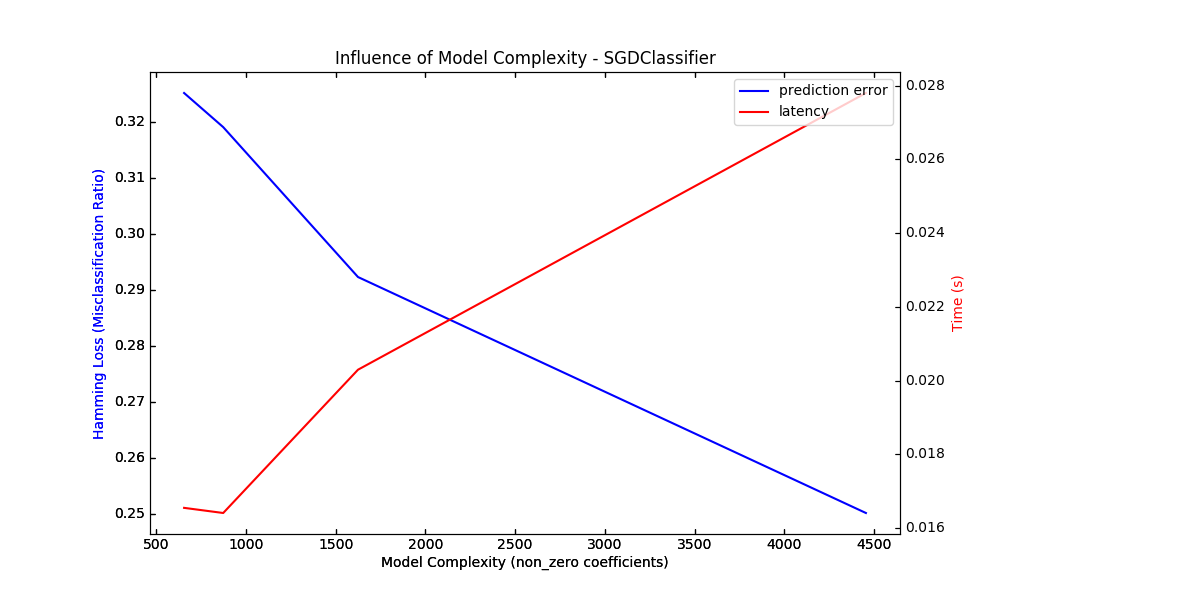 Influence of Model Complexity - SGDClassifier
prediction error
latency
Hamming Loss (Misclassification Ratio)
0.32
0.31
0.30
0.29
0.28
0.27
0.26
0.25
0.028
0.026
0.024
0.022
0.020
0.018
0.016
Time (s)
500 1000 1500 2000 2500 3000 3500 4000 4500
Model Complexity (non_zero coefficients)